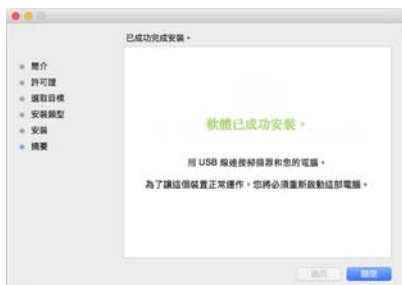 已成功完成安裝。
簡介
許可證
選取目標
安裝類型
安裝
摘要
軟體已成功安裝。
用 USB 線連接掃描器和您的電腦。
為了讓這個裝置正常運作，您將必須重新啟動這部電腦。
關閉